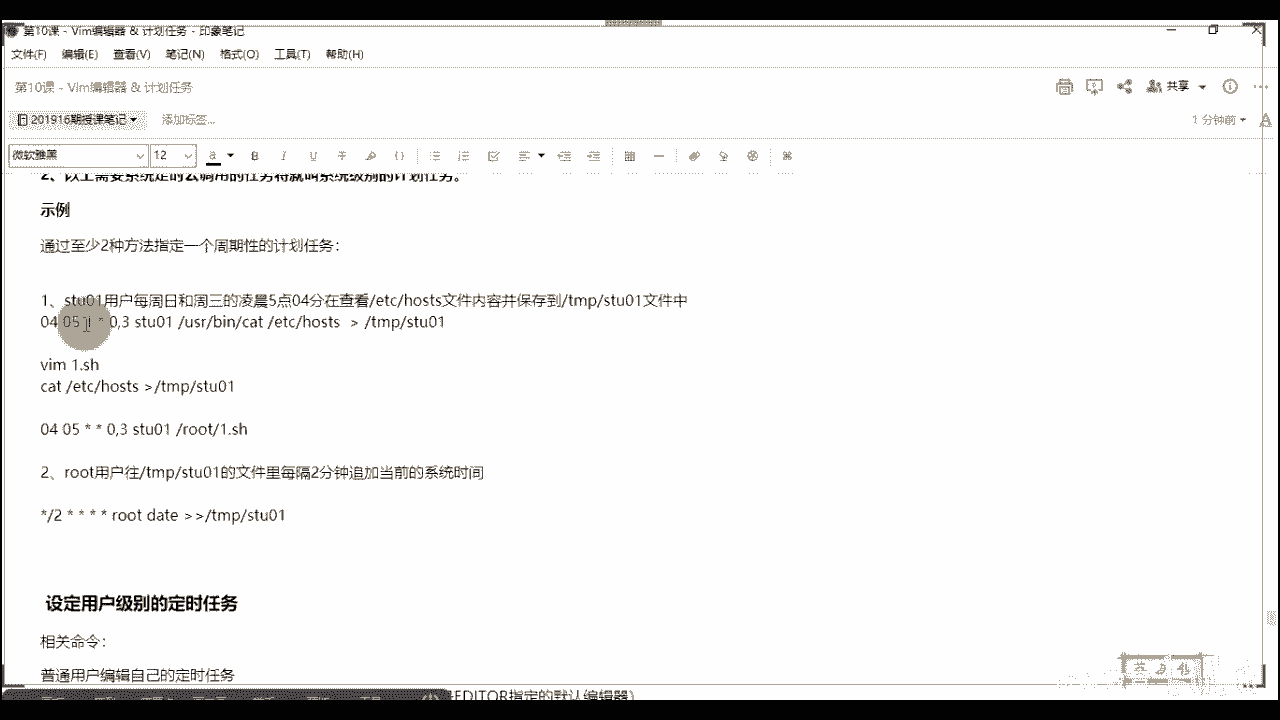 第10课 - Vim编辑器 & 计划任务 - 印象笔记
文件(F) 编辑(E) 查看(V) 笔记(N) 格式(O) 工具(T) 帮助(H)
第10课 - Vim编辑器 & 计划任务
共享
201916期授课笔记 添加标签...
1 分钟前
微软雅黑 12
示例
通过至少2种方法指定一个周期性的计划任务：
1、stu01用户每周日和周三的凌晨5点04分在查看/etc/hosts文件内容并保存到/tmp/stu01文件中
04 05 * * 0,3 stu01 /usr/bin/cat /etc/hosts > /tmp/stu01
vim 1.sh
cat /etc/hosts >/tmp/stu01
04 05 * * 0,3 stu01 /root/1.sh
2、root用户往/tmp/stu01的文件里每隔2分钟追加当前的系统时间
*/2 * * * * root date >>/tmp/stu01
设定用户级别的定时任务
相关命令：
普通用户编辑自己的定时任务
EDITOR指定的默认编辑器）